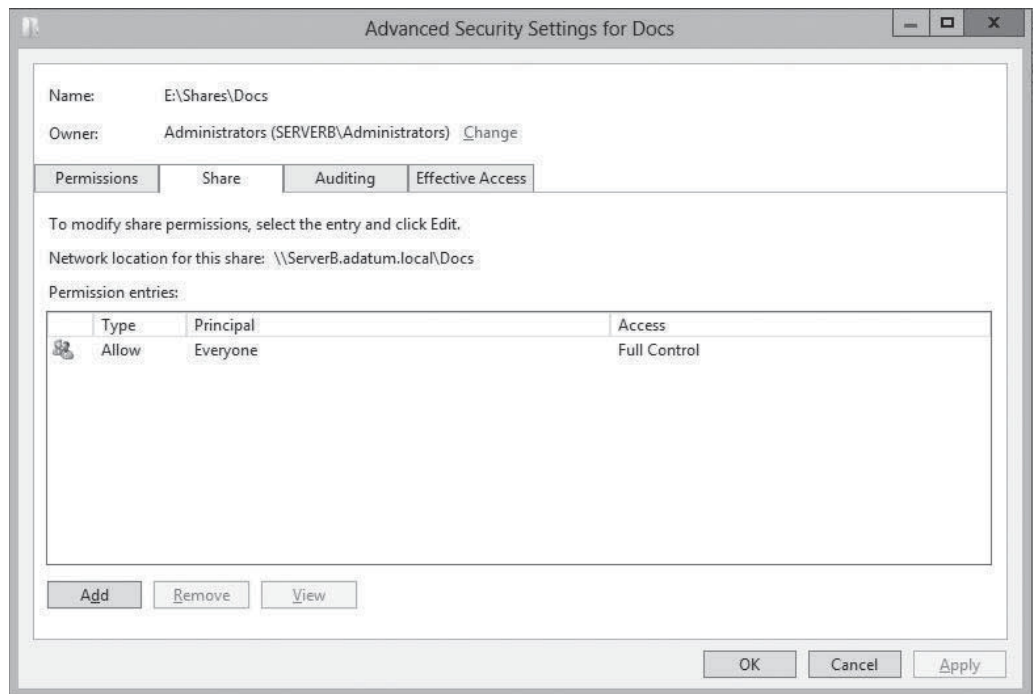 Advanced Security Settings for Docs
Name: E:\Shares\Docs
Owner: Administrators (SERVERB\Administrators) Change
Permissions Share Auditing Effective Access
To modify share permissions, select the entry and click Edit.
Network location for this share: \\ServerB.adatum.local\Docs
Permission entries:
Type Principal Access
Allow Everyone Full Control
Add Remove View
OK Cancel Apply